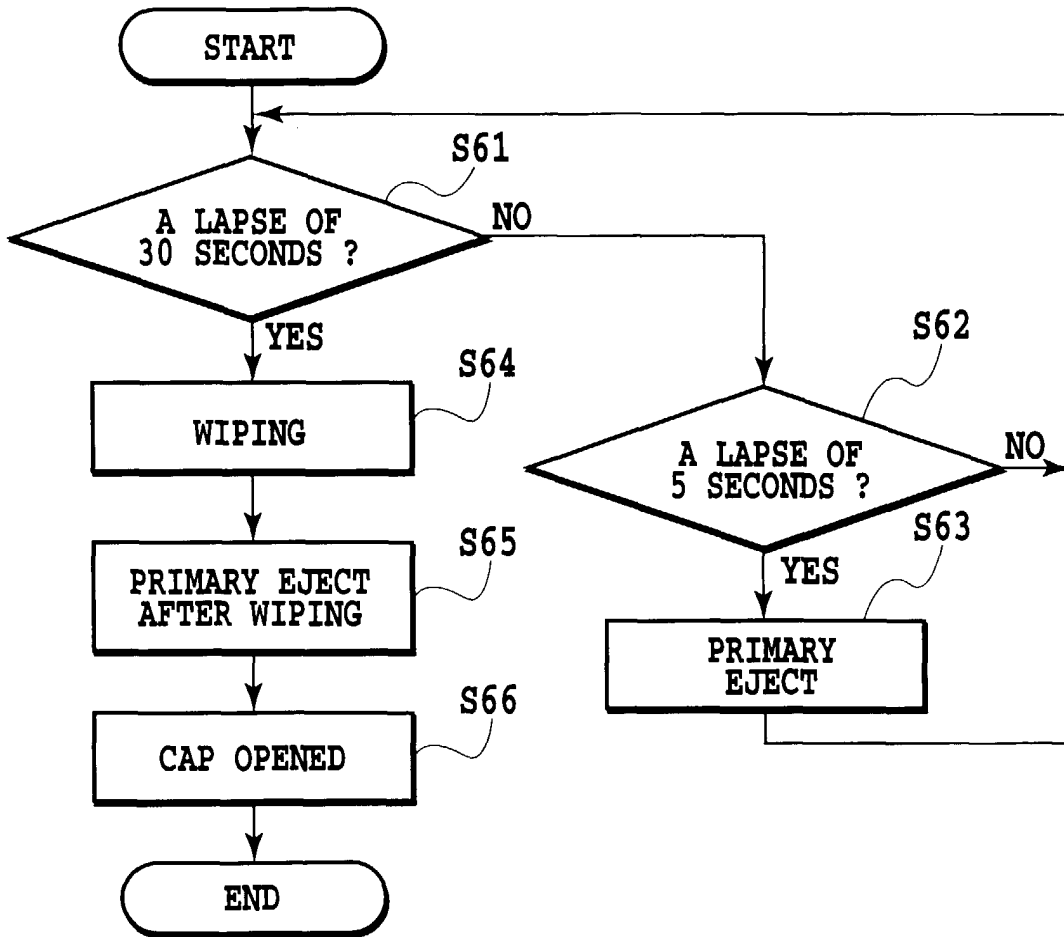 START
S61
A LAPSE OF
30 SECONDS ?
NO
YES
S62
S64
WIPING
A LAPSE OF
5 SECONDS ?
NO
S63
YES
S65
PRIMARY EJECT
AFTER WIPING
PRIMARY
EJECT
S66
CAP OPENED
END